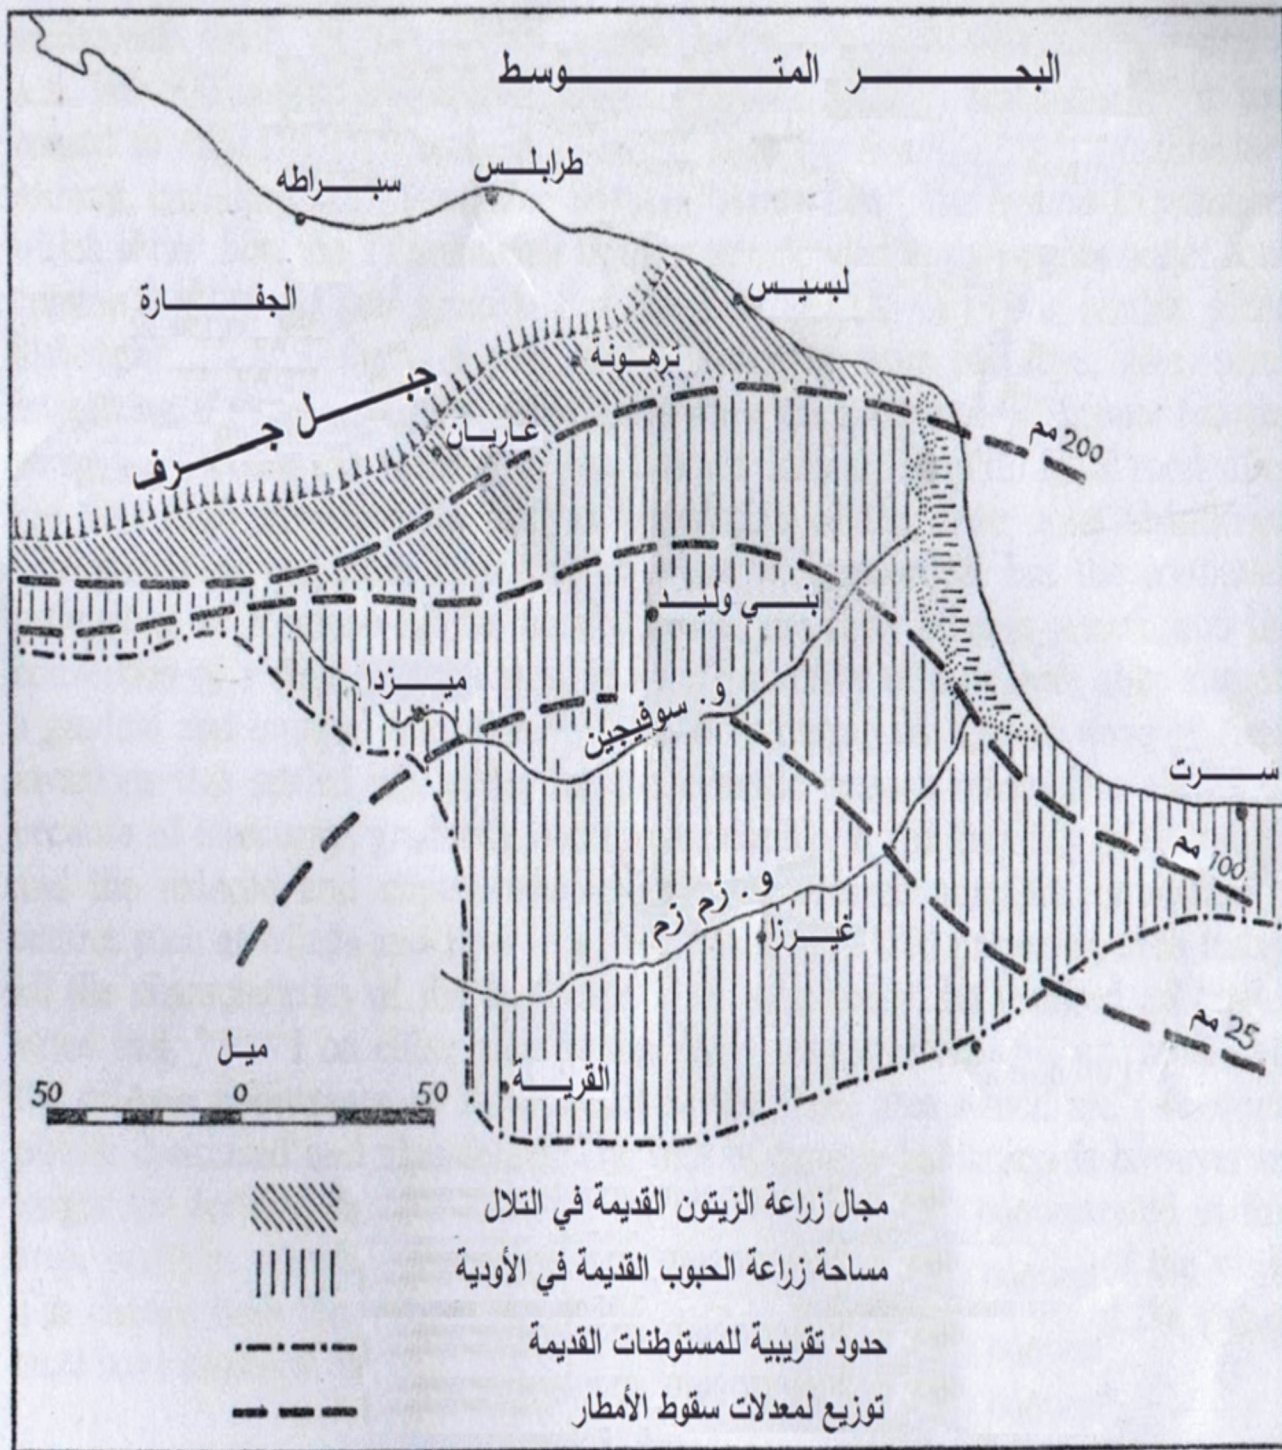 البحر المتوسط
طرابلس
سبراطه
لبسيس
الجفارة
ترهونة
جبل جرف
غاريان
200 مم
بني وليد
ميزدا
و. سوفيجين
سرت
100 مم
و. زم زم
غيرزا
25 مم
ميل
القرية
50 0 50
مجال زراعة الزيتون القديمة في التلال
مساحة زراعة الحبوب القديمة في الأودية
حدود تقريبية للمستوطنات القديمة
توزيع لمعدلات سقوط الأمطار